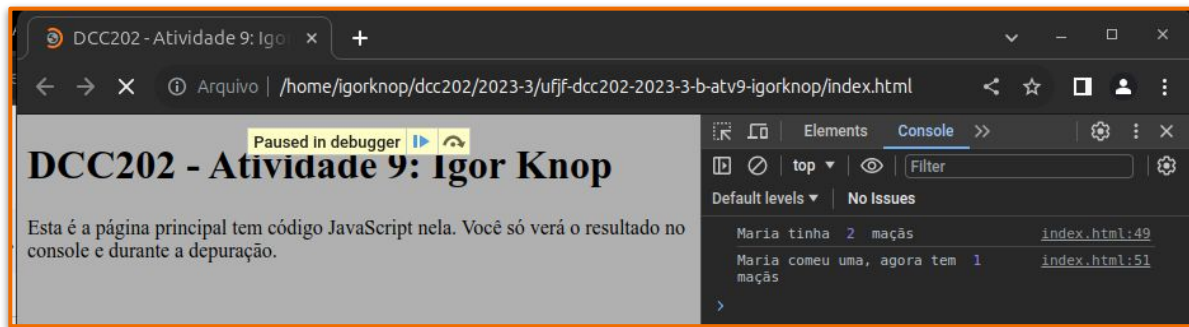 DCC202 - Atividade 9: Igo
Arquivo | /home/igorknop/dcc202/2023-3/ufjf-dcc202-2023-3-b-atv9-igorknop/index.html
Paused in debugger
DCC202 - Atividade 9: Igor Knop
Esta é a página principal tem código JavaScript nela. Você só verá o resultado no
console e durante a depuração.
Elements Console
top Filter
Default levels No Issues
Maria tinha 2 maçãs index.html:49
Maria comeu uma, agora tem 1 index.html:51
maçãs